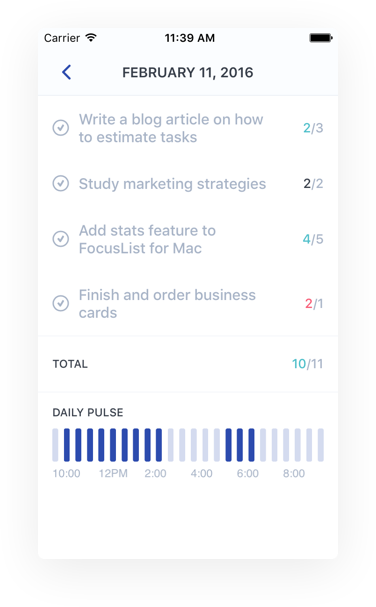 Carrier 11:39 AM
FEBRUARY 11, 2016
Write a blog article on how
to estimate tasks
2/3
Study marketing strategies 2/2
Add stats feature to
FocusList for Mac
4/5
Finish and order business
cards
2/1
TOTAL 10/11
DAILY PULSE
10:00 12PM 2:00 4:00 6:00 8:00